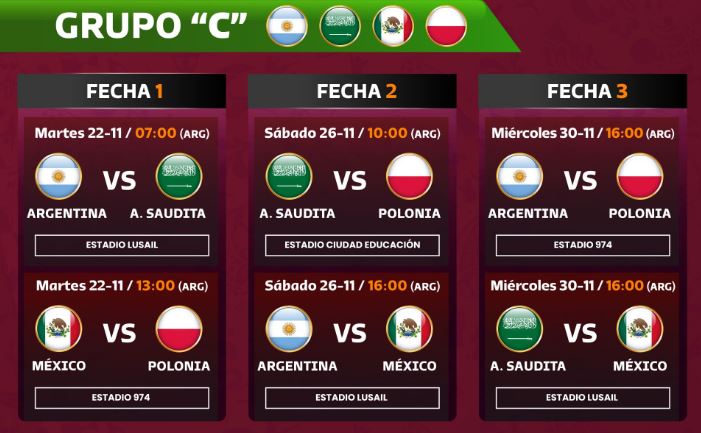 GRUPO “C”
FECHA 1
Martes 22-11 / 07:00 (ARG)
VS
ARGENTINA A. SAUDITA
ESTADIO LUSAIL
Martes 22-11 / 13:00 (ARG)
VS
MÉXICO POLONIA
ESTADIO 974
FECHA 2
Sábado 26-11 / 10:00 (ARG)
VS
A. SAUDITA POLONIA
ESTADIO CIUDAD EDUCACIÓN
Sábado 26-11 / 16:00 (ARG)
VS
ARGENTINA MÉXICO
ESTADIO LUSAIL
FECHA 3
Miércoles 30-11 / 16:00 (ARG)
VS
ARGENTINA POLONIA
ESTADIO 974
Miércoles 30-11 / 16:00 (ARG)
VS
A. SAUDITA MÉXICO
ESTADIO LUSAIL